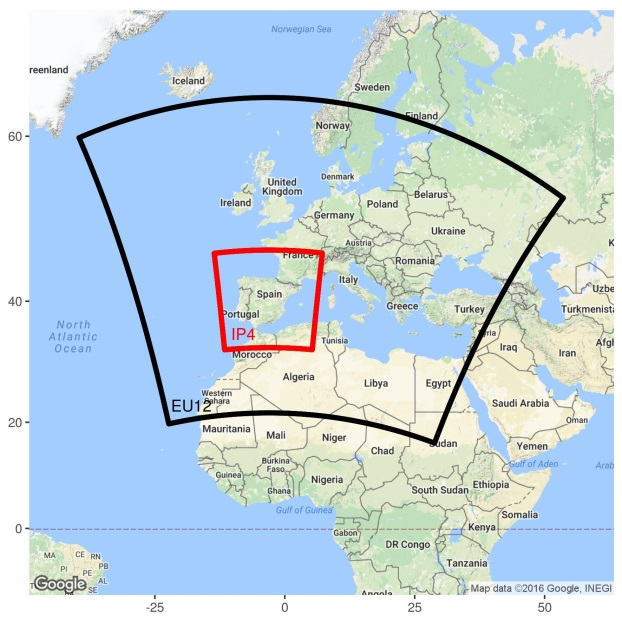 Norwegian Sea
reenland
Iceland
Sweden
Finland
Norway
60
United
Kingdom
Denmark
Ireland
Belarus
Poland
Germany
Ukraine
Austria
France
Romania
Italy
40
Spain
Greece
Turkey
Uzbe
Turkmenist
Portugal
North
Atlantic
Ocean
IP4
Tunisia
Syria
Afgh
Iraq
Iran
Morocco
Algeria
Libya
Egypt
Western
Sahara
EU12
Saudi Arabia
Oman
20
Mauritania
Mali
Niger
Chad
Sudan
Yemen
Burkina
Faso
Guinea
Gulf of Aden
Arab
Nigeria
Ghana
South Sudan
Ethiopia
Gulf of Guinea
Somalia
0
Gabon
Kenya
DR Congo
MA
CE
RN
PI
PB
PE
AL
BA
SE
Tanzania
Google
Angola
Map data ©2016 Google, INEGI
-25
0
25
50